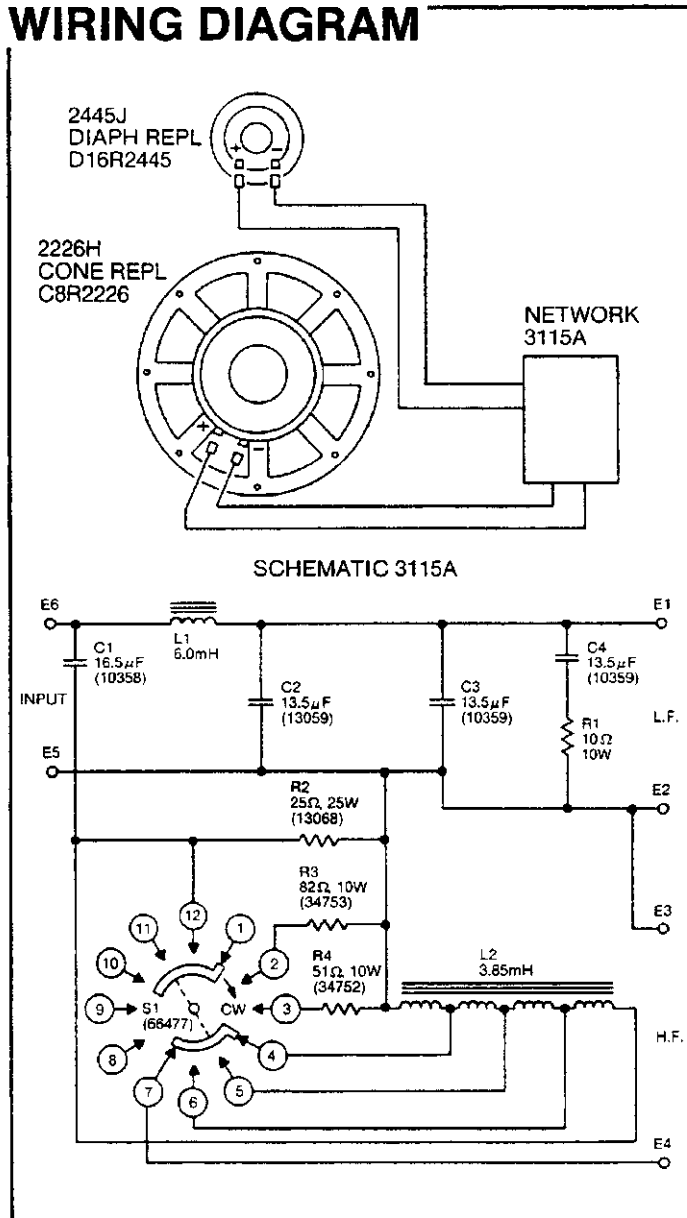 WIRING DIAGRAM
2445J
DIAPH REPL
D16R2445
+ −
2226H
CONE REPL
C8R2226
NETWORK
3115A
+ −
SCHEMATIC 3115A
E6
E1
L1
6.0mH
C1
16.5µF
(10358)
C4
13.5µF
(10359)
C2
13.5µF
(13059)
C3
13.5µF
(10359)
INPUT
R1
10Ω
10W
L.F.
E5
E2
R2
25Ω, 25W
(13068)
R3
82Ω, 10W
(34753)
E3
12
11
1
10
2
R4
51Ω, 10W
(34752)
L2
3.85mH
9
S1
(66477)
CW
3
8
4
H.F.
7
6
5
E4